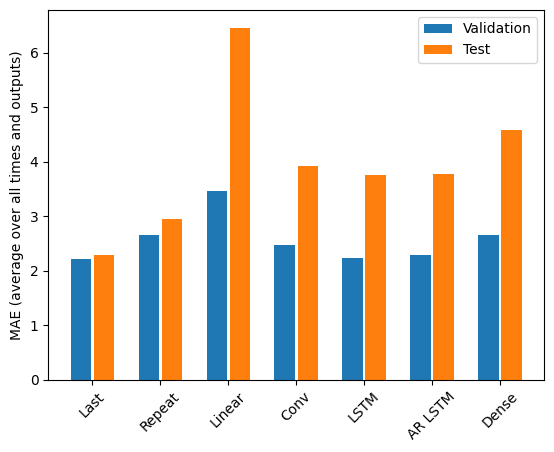 MAE (average over all times and outputs)
6
5
4
3
2
1
0
Validation
Test
Last
Repeat
Linear
Conv
LSTM
AR LSTM
Dense